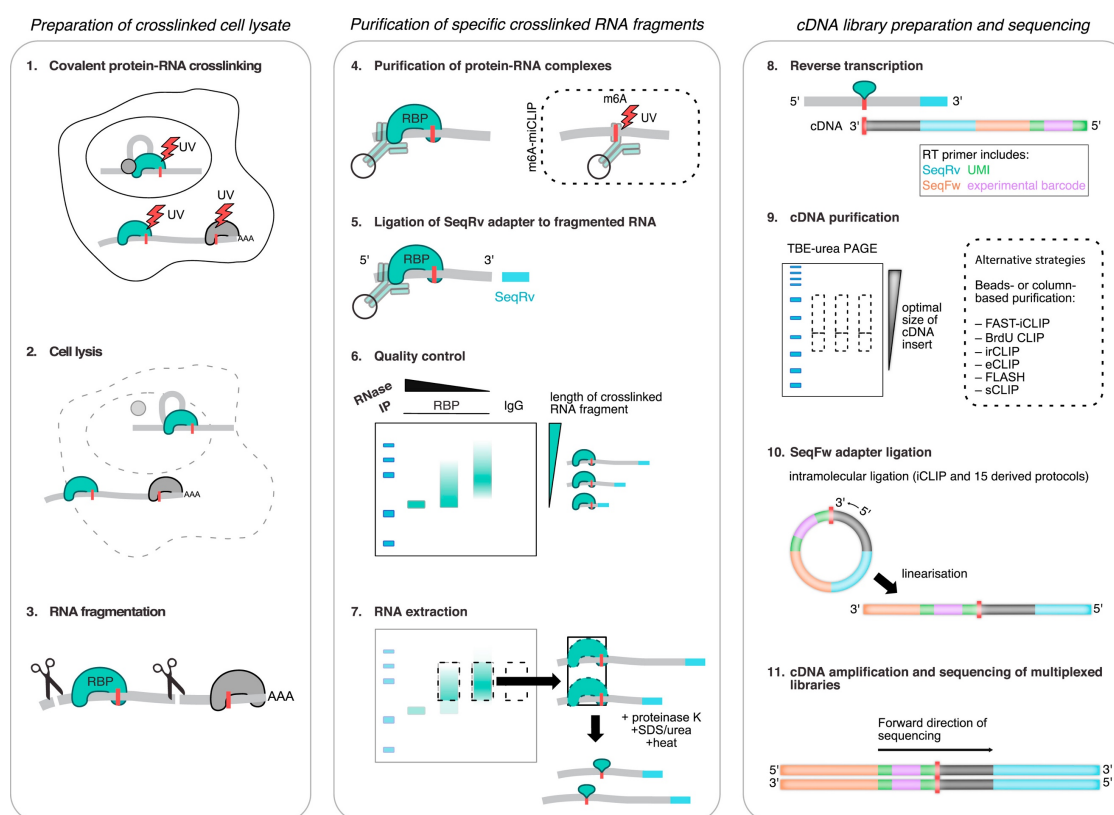 Preparation of crosslinked cell lysate
1. Covalent protein-RNA crosslinking
UV
UV
UV
AAA
2. Cell lysis
AAA
3. RNA fragmentation
RBP
AAA
Purification of specific crosslinked RNA fragments
4. Purification of protein-RNA complexes
RBP
m6A-miCLIP
m6A
UV
5. Ligation of SeqRv adapter to fragmented RNA
5'
RBP
3'
SeqRv
6. Quality control
RNase
IP
RBP
IgG
length of crosslinked
RNA fragment
7. RNA extraction
+ proteinase K
+SDS/urea
+heat
cDNA library preparation and sequencing
8. Reverse transcription
5'
3'
cDNA 3'
5'
RT primer includes:
SeqRv UMI
SeqFw experimental barcode
9. cDNA purification
TBE-urea PAGE
optimal
size of
cDNA
insert
Alternative strategies
Beads- or column-
based purification:
– FAST-iCLIP
– BrdU CLIP
– irCLIP
– eCLIP
– FLASH
– sCLIP
10. SeqFw adapter ligation
intramolecular ligation (iCLIP and 15 derived protocols)
3'
5'
linearisation
3'
5'
11. cDNA amplification and sequencing of multiplexed
libraries
Forward direction of
sequencing
5'
3'
3'
5'